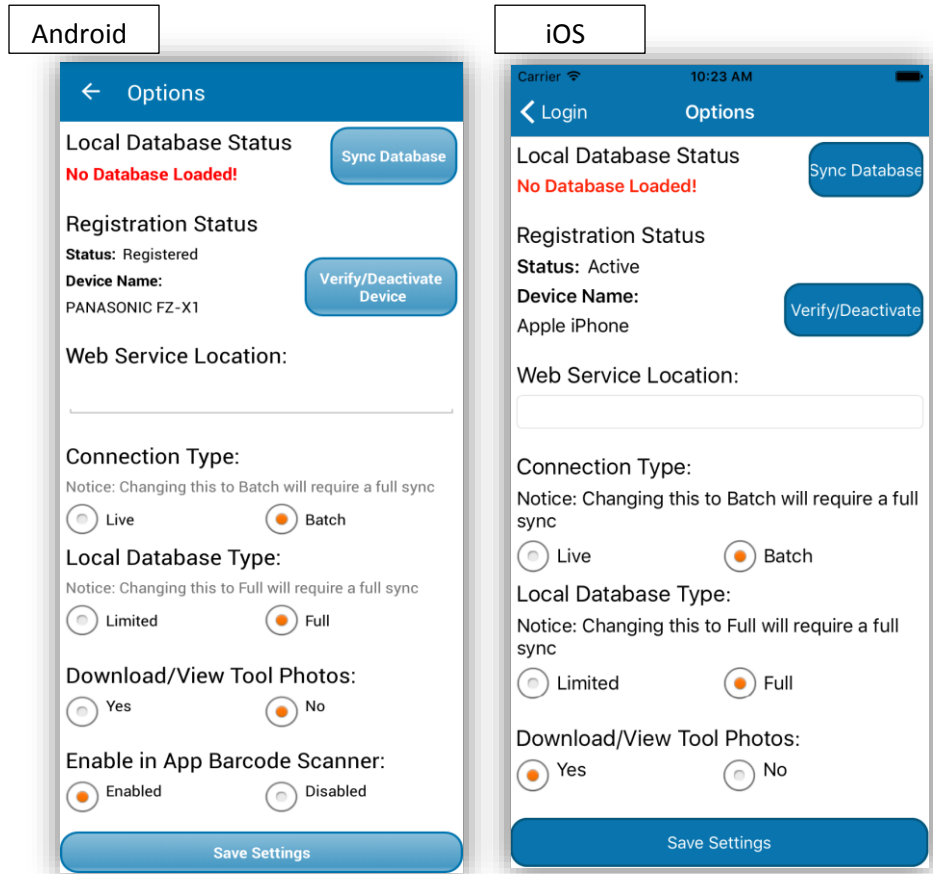 Android
Options
Local Database Status
No Database Loaded!
Sync Database
Registration Status
Status: Registered
Device Name:
PANASONIC FZ-X1
Verify/Deactivate
Device
Web Service Location:
Connection Type:
Notice: Changing this to Batch will require a full sync
Live Batch
Local Database Type:
Notice: Changing this to Full will require a full sync
Limited Full
Download/View Tool Photos:
Yes No
Enable in App Barcode Scanner:
Enabled Disabled
Save Settings
iOS
Carrier 10:23 AM
Login Options
Local Database Status
No Database Loaded!
Sync Database
Registration Status
Status: Active
Device Name:
Apple iPhone
Verify/Deactivate
Web Service Location:
Connection Type:
Notice: Changing this to Batch will require a full
sync
Live Batch
Local Database Type:
Notice: Changing this to Full will require a full
sync
Limited Full
Download/View Tool Photos:
Yes No
Save Settings